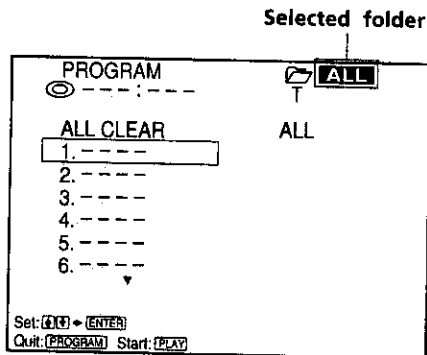 Selected folder
PROGRAM ALL
---:--- T
ALL CLEAR ALL
1. ----
2. ----
3. ----
4. ----
5. ----
6. ----
Set: ENTER
Quit: PROGRAM Start: PLAY